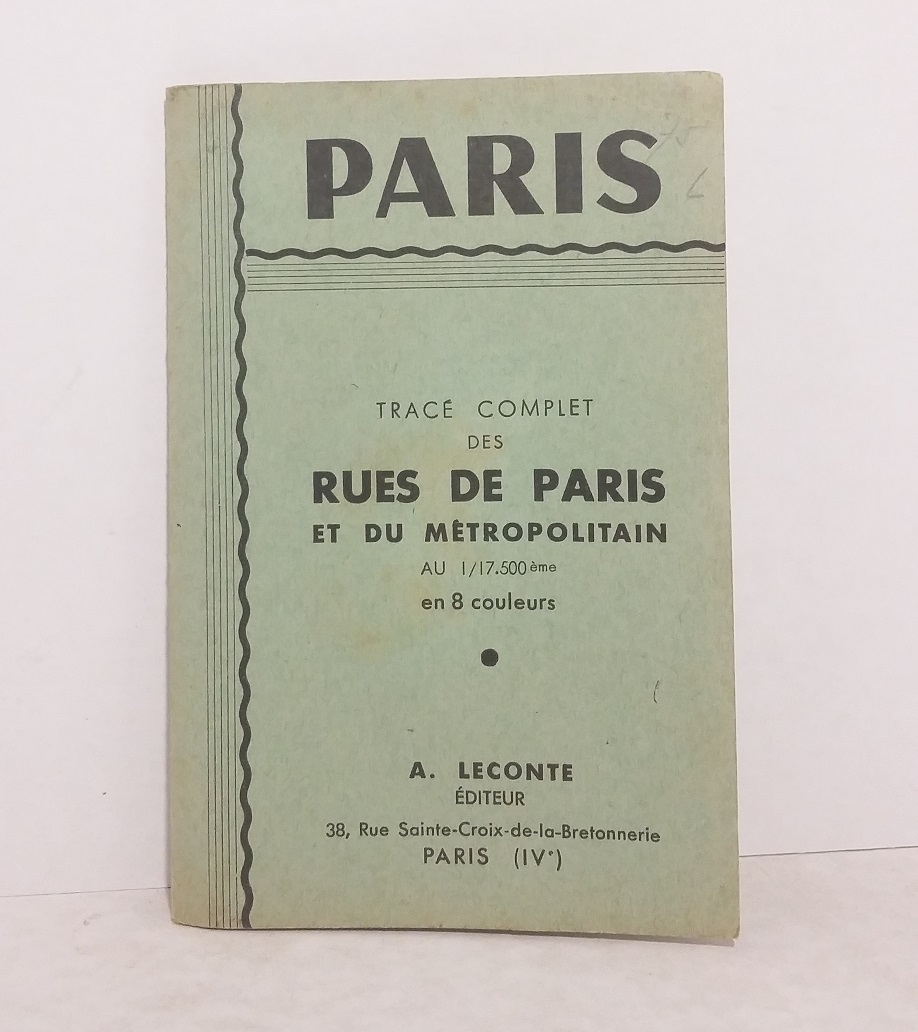 PARIS
TRACÉ COMPLET
DES
RUES DE PARIS
ET DU MÉTROPOLITAIN
AU 1/17.500ème
en 8 couleurs
A. LECONTE
ÉDITEUR
38, Rue Sainte-Croix-de-la-Bretonnerie
PARIS (IVᵉ)